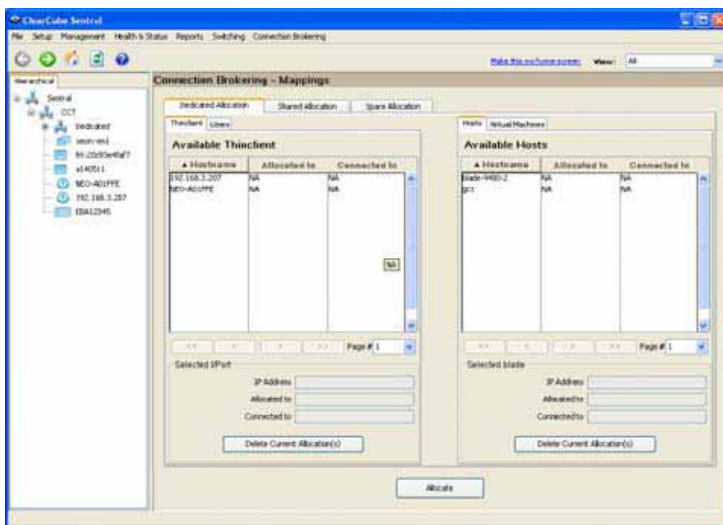 ClearCube Sentral
File Setup Management Health & Status Reports Switching Connection Brokering
Make this my home screen View: All
Hierarchical
Connection Brokering - Mappings
Sentral
CCT
Dedicated
NEO-A01FFE
192.168.3.207
EBA12345
Dedicated Allocation Shared Allocation Spare Allocation
Thinclient Users
Available Thinclient
Hostname Allocated to Connected to
192.168.3.207 NA NA
NEO-A01FFE NA NA
NA
<< < > >> Page # 1
Selected I/Port
IP Address
Allocated to
Connected to
Delete Current Allocation(s)
Hosts Virtual Machines
Available Hosts
Hostname Allocated to Connected to
blade-9400-2 NA NA
NA NA
<< < > >> Page # 1
Selected blade
IP Address
Allocated to
Connected to
Delete Current Allocation(s)
Allocate